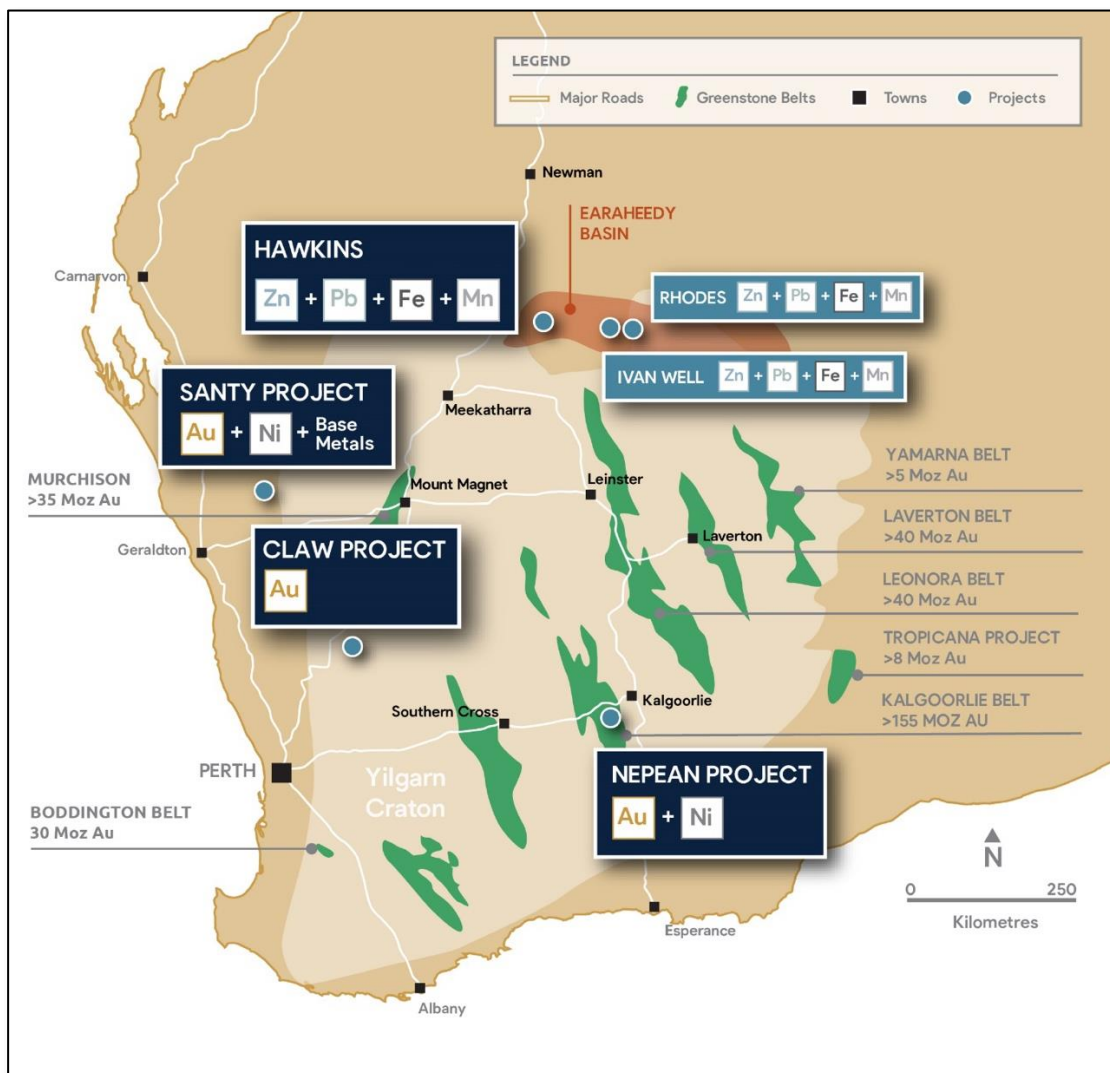 LEGEND
Major Roads
Greenstone Belts
Towns
Projects
Newman
EARAHEEDY
BASIN
HAWKINS
Zn + Pb + Fe + Mn
Carnarvon
RHODES Zn + Pb + Fe + Mn
IVAN WELL Zn + Pb + Fe + Mn
SANTY PROJECT
Au + Ni + Base
Metals
Meekatharra
MURCHISON
>35 Moz Au
Mount Magnet
Leinster
YAMARNA BELT
>5 Moz Au
Geraldton
CLAW PROJECT
Au
Laverton
LAVERTON BELT
>40 Moz Au
LEONORA BELT
>40 Moz Au
TROPICANA PROJECT
>8 Moz Au
KALGOORLIE BELT
>155 MOZ AU
Kalgoorlie
Southern Cross
PERTH
Yilgarn
Craton
NEPEAN PROJECT
Au + Ni
BODDINGTON BELT
30 Moz Au
N
0 250
Kilometres
Esperance
Albany